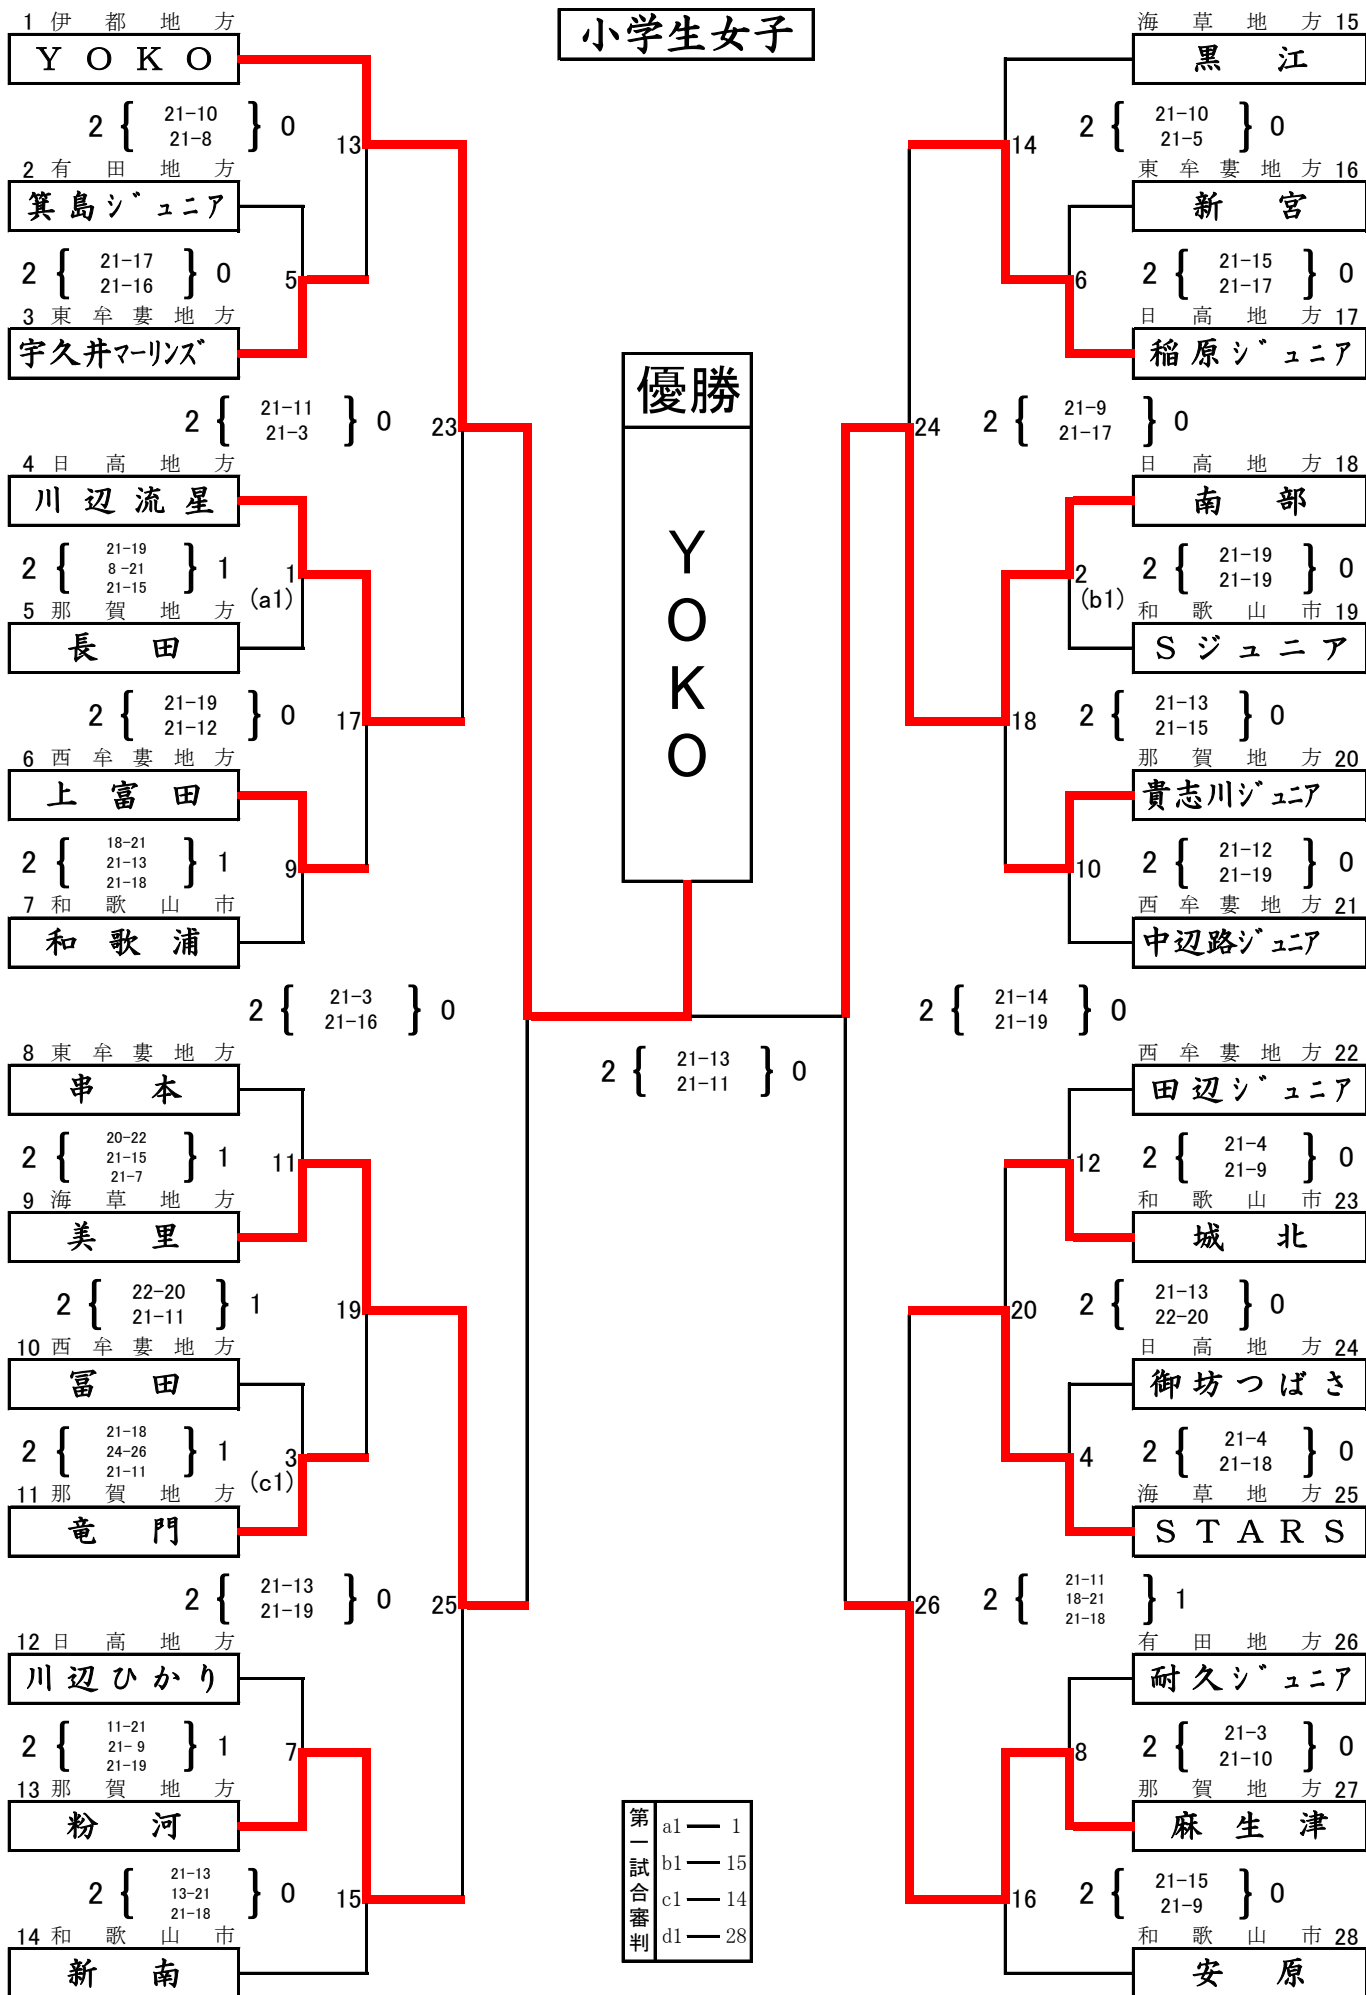 小学生女子
1 伊都地方
YOKO
2 { 21-10 21-8 } 0
13
2 有田地方
箕島ジュニア
2 { 21-17 21-16 } 0
5
3 東牟婁地方
宇久井マーリンズ
2 { 21-11 21-3 } 0
23
4 日高地方
川辺流星
2 { 21-19 8-21 21-15 } 1
1
(a1)
5 那賀地方
長田
2 { 21-19 21-12 } 0
17
6 西牟婁地方
上富田
2 { 18-21 21-13 21-18 } 1
9
7 和歌山市
和歌浦
2 { 21-3 21-16 } 0
8 東牟婁地方
串本
2 { 20-22 21-15 21-7 } 1
11
9 海草地方
美里
2 { 22-20 21-11 } 1
19
10 西牟婁地方
冨田
2 { 21-18 24-26 21-11 } 1
3
(c1)
11 那賀地方
竜門
2 { 21-13 21-19 } 0
25
12 日高地方
川辺ひかり
2 { 11-21 21-9 21-19 } 1
7
13 那賀地方
粉河
2 { 21-13 13-21 21-18 } 0
15
14 和歌山市
新南
優勝
YOKO
2 { 21-13 21-11 } 0
第一試合審判
a1 — 1
b1 — 15
c1 — 14
d1 — 28
海草地方 15
黒江
14
2 { 21-10 21-5 } 0
東牟婁地方 16
新宮
6
2 { 21-15 21-17 } 0
日高地方 17
稲原ジュニア
24
2 { 21-9 21-17 } 0
日高地方 18
南部
2
(b1)
2 { 21-19 21-19 } 0
和歌山市 19
Sジュニア
18
2 { 21-13 21-15 } 0
那賀地方 20
貴志川ジュニア
10
2 { 21-12 21-19 } 0
西牟婁地方 21
中辺路ジュニア
2 { 21-14 21-19 } 0
西牟婁地方 22
田辺ジュニア
12
2 { 21-4 21-9 } 0
和歌山市 23
城北
20
2 { 21-13 22-20 } 0
日高地方 24
御坊つばさ
4
2 { 21-4 21-18 } 0
海草地方 25
STARS
26
2 { 21-11 18-21 21-18 } 1
有田地方 26
耐久ジュニア
8
2 { 21-3 21-10 } 0
那賀地方 27
麻生津
16
2 { 21-15 21-9 } 0
和歌山市 28
安原